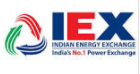 IEX
INDIAN ENERGY EXCHANGE
India's No.1 Power Exchange